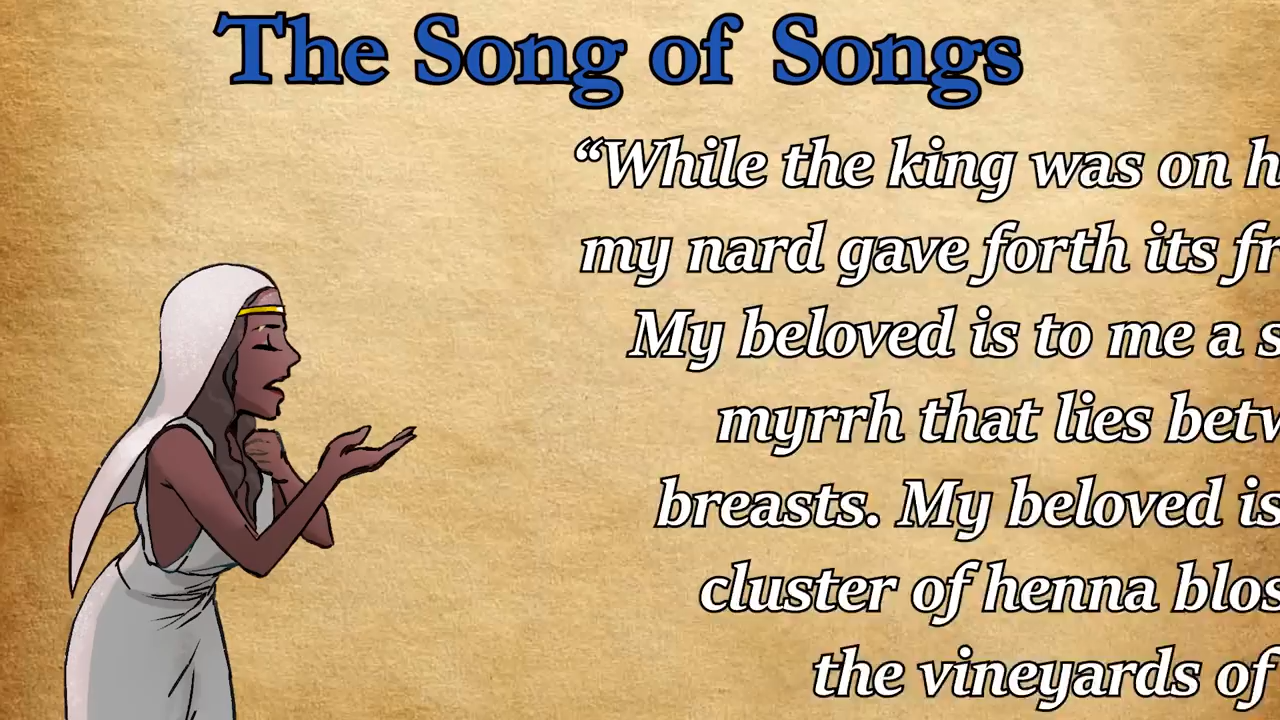 The Song of Songs
“While the king was on
my nard gave forth its
My beloved is to me a
myrrh that lies
breasts. My beloved is
cluster of henna
the vineyards of